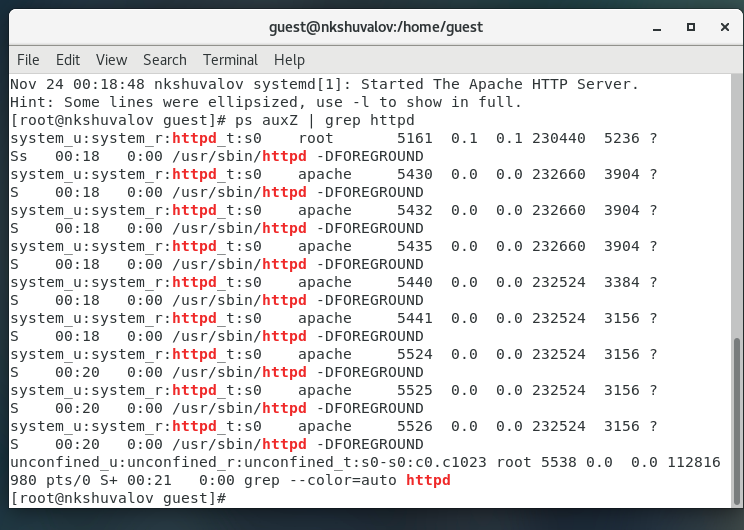 guest@nkshuvalov:/home/guest
File Edit View Search Terminal Help
Nov 24 00:18:48 nkshuvalov systemd[1]: Started The Apache HTTP Server.
Hint: Some lines were ellipsized, use -l to show in full.
[root@nkshuvalov guest]# ps auxZ | grep httpd
system_u:system_r:httpd_t:s0    root       5161  0.1  0.1 230440  5236 ?
Ss   00:18   0:00 /usr/sbin/httpd -DFOREGROUND
system_u:system_r:httpd_t:s0    apache     5430  0.0  0.0 232660  3904 ?
S    00:18   0:00 /usr/sbin/httpd -DFOREGROUND
system_u:system_r:httpd_t:s0    apache     5432  0.0  0.0 232660  3904 ?
S    00:18   0:00 /usr/sbin/httpd -DFOREGROUND
system_u:system_r:httpd_t:s0    apache     5435  0.0  0.0 232660  3904 ?
S    00:18   0:00 /usr/sbin/httpd -DFOREGROUND
system_u:system_r:httpd_t:s0    apache     5440  0.0  0.0 232524  3384 ?
S    00:18   0:00 /usr/sbin/httpd -DFOREGROUND
system_u:system_r:httpd_t:s0    apache     5441  0.0  0.0 232524  3156 ?
S    00:18   0:00 /usr/sbin/httpd -DFOREGROUND
system_u:system_r:httpd_t:s0    apache     5524  0.0  0.0 232524  3156 ?
S    00:20   0:00 /usr/sbin/httpd -DFOREGROUND
system_u:system_r:httpd_t:s0    apache     5525  0.0  0.0 232524  3156 ?
S    00:20   0:00 /usr/sbin/httpd -DFOREGROUND
system_u:system_r:httpd_t:s0    apache     5526  0.0  0.0 232524  3156 ?
S    00:20   0:00 /usr/sbin/httpd -DFOREGROUND
unconfined_u:unconfined_r:unconfined_t:s0-s0:c0.c1023 root 5538 0.0  0.0 112816
980 pts/0 S+ 00:21   0:00 grep --color=auto httpd
[root@nkshuvalov guest]#